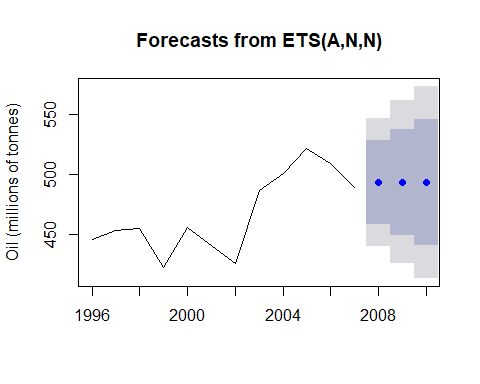 Forecasts from ETS(A,N,N)
Oil (millions of tonnes)
550
500
450
1996 2000 2004 2008